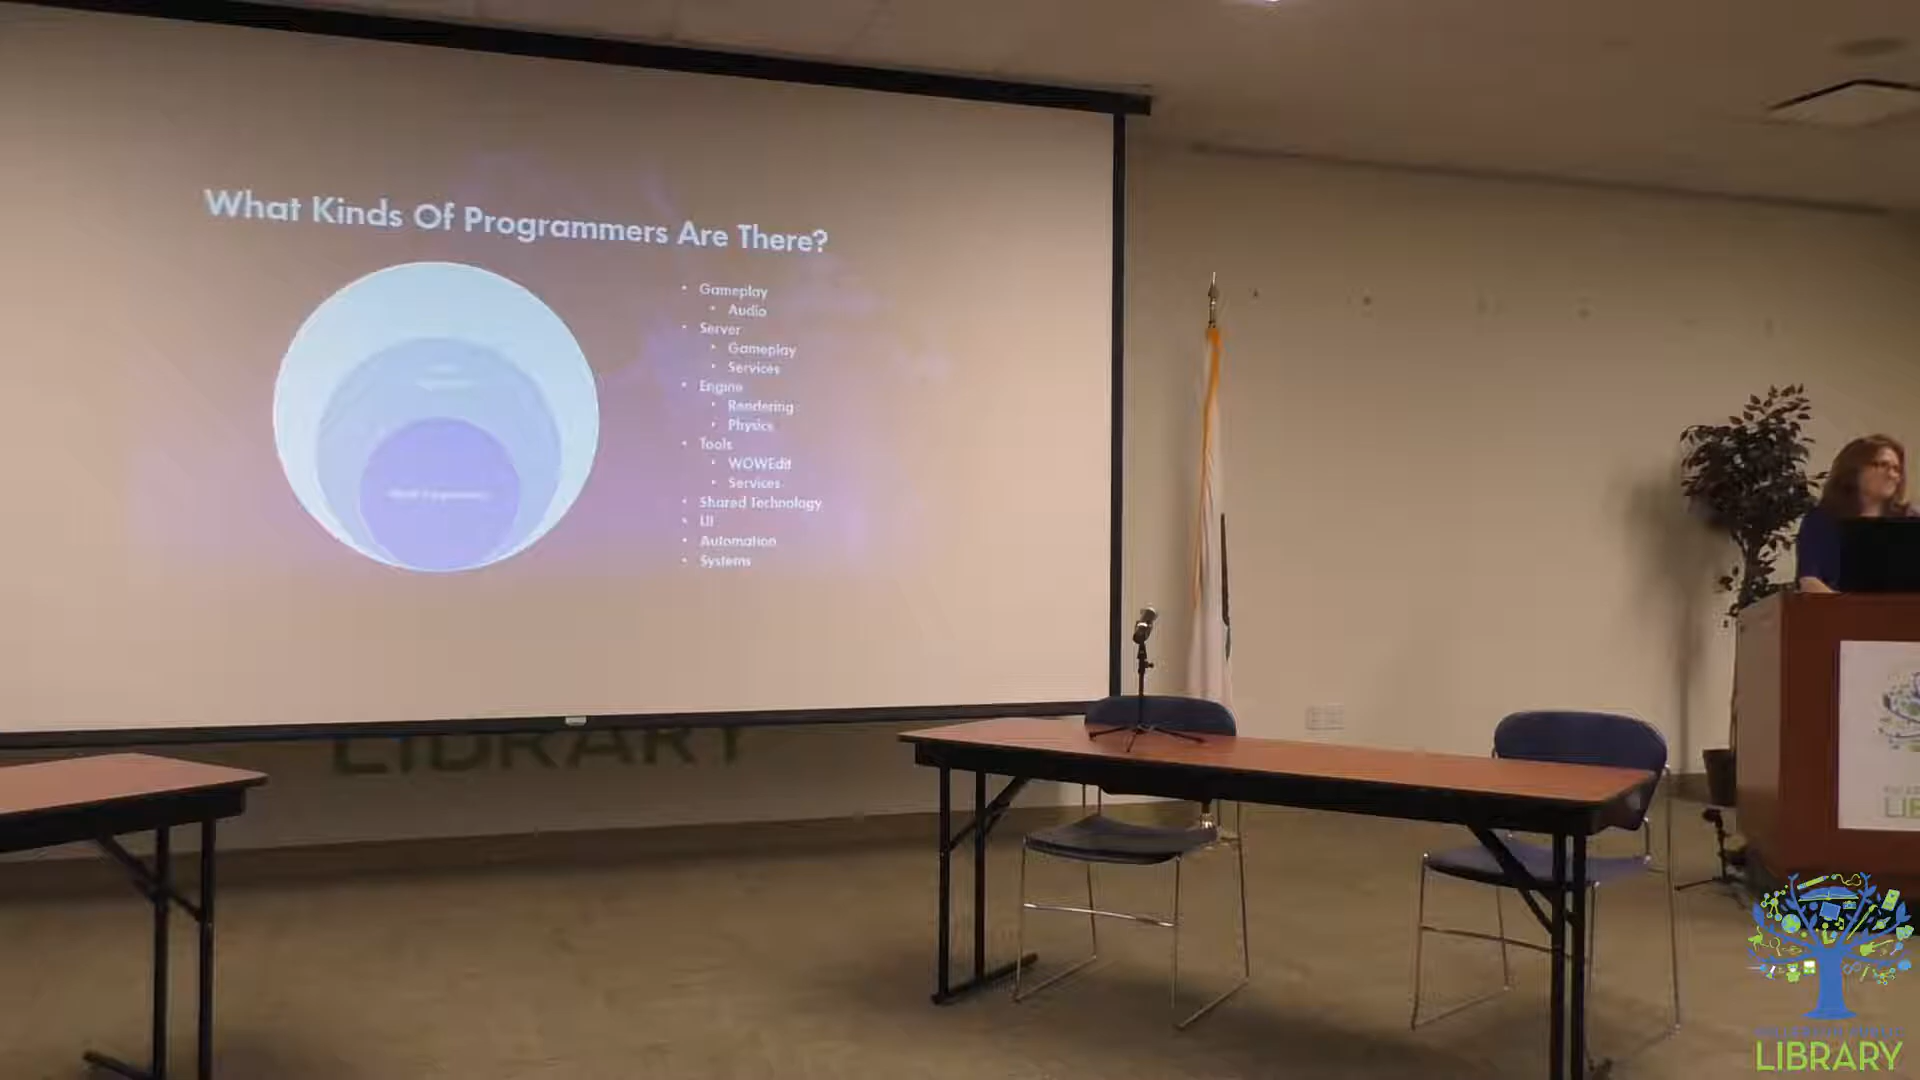 What Kinds Of Programmers Are There?
• Gameplay
• Audio
• Server
• Gameplay
• Services
• Engine
• Rendering
• Physics
• Tools
• WOWEdit
• Services
• Shared Technology
• UI
• Automation
• Systems
LIBRARY
LIBRARY